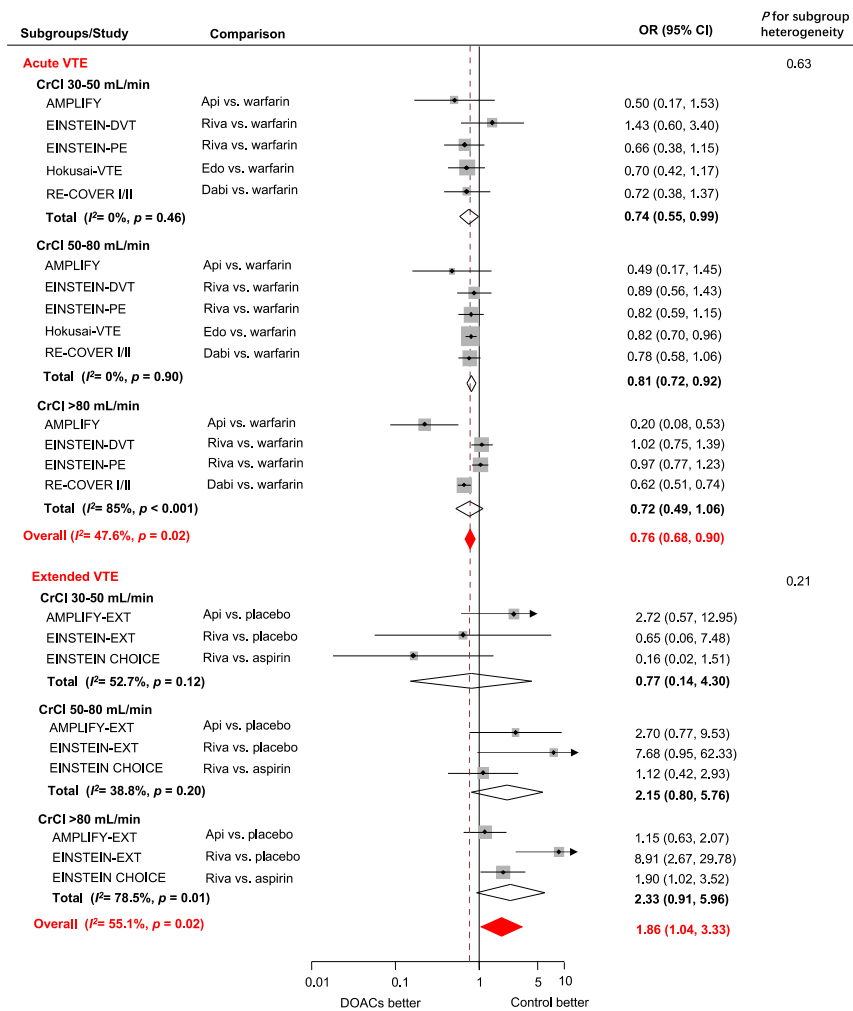 Subgroups/Study Comparison OR (95% CI) P for subgroup heterogeneity
Acute VTE 0.63
CrCl 30-50 mL/min
AMPLIFY Api vs. warfarin 0.50 (0.17, 1.53)
EINSTEIN-DVT Riva vs. warfarin 1.43 (0.60, 3.40)
EINSTEIN-PE Riva vs. warfarin 0.66 (0.38, 1.15)
Hokusai-VTE Edo vs. warfarin 0.70 (0.42, 1.17)
RE-COVER I/II Dabi vs. warfarin 0.72 (0.38, 1.37)
Total (I²= 0%, p = 0.46) 0.74 (0.55, 0.99)
CrCl 50-80 mL/min
AMPLIFY Api vs. warfarin 0.49 (0.17, 1.45)
EINSTEIN-DVT Riva vs. warfarin 0.89 (0.56, 1.43)
EINSTEIN-PE Riva vs. warfarin 0.82 (0.59, 1.15)
Hokusai-VTE Edo vs. warfarin 0.82 (0.70, 0.96)
RE-COVER I/II Dabi vs. warfarin 0.78 (0.58, 1.06)
Total (I²= 0%, p = 0.90) 0.81 (0.72, 0.92)
CrCl >80 mL/min
AMPLIFY Api vs. warfarin 0.20 (0.08, 0.53)
EINSTEIN-DVT Riva vs. warfarin 1.02 (0.75, 1.39)
EINSTEIN-PE Riva vs. warfarin 0.97 (0.77, 1.23)
RE-COVER I/II Dabi vs. warfarin 0.62 (0.51, 0.74)
Total (I²= 85%, p < 0.001) 0.72 (0.49, 1.06)
Overall (I²= 47.6%, p = 0.02) 0.76 (0.68, 0.90)
Extended VTE 0.21
CrCl 30-50 mL/min
AMPLIFY-EXT Api vs. placebo 2.72 (0.57, 12.95)
EINSTEIN-EXT Riva vs. placebo 0.65 (0.06, 7.48)
EINSTEIN CHOICE Riva vs. aspirin 0.16 (0.02, 1.51)
Total (I²= 52.7%, p = 0.12) 0.77 (0.14, 4.30)
CrCl 50-80 mL/min
AMPLIFY-EXT Api vs. placebo 2.70 (0.77, 9.53)
EINSTEIN-EXT Riva vs. placebo 7.68 (0.95, 62.33)
EINSTEIN CHOICE Riva vs. aspirin 1.12 (0.42, 2.93)
Total (I²= 38.8%, p = 0.20) 2.15 (0.80, 5.76)
CrCl >80 mL/min
AMPLIFY-EXT Api vs. placebo 1.15 (0.63, 2.07)
EINSTEIN-EXT Riva vs. placebo 8.91 (2.67, 29.78)
EINSTEIN CHOICE Riva vs. aspirin 1.90 (1.02, 3.52)
Total (I²= 78.5%, p = 0.01) 2.33 (0.91, 5.96)
Overall (I²= 55.1%, p = 0.02) 1.86 (1.04, 3.33)
0.01 0.1 1 5 10
DOACs better Control better